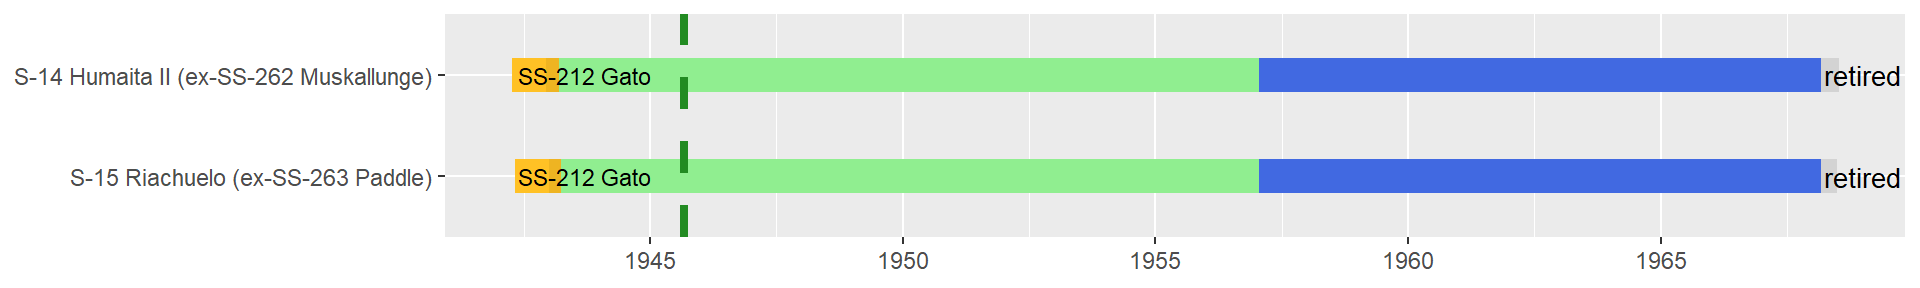 S-14 Humaita II (ex-SS-262 Muskallunge)
SS-212 Gato
retired
S-15 Riachuelo (ex-SS-263 Paddle)
SS-212 Gato
retired
1945 1950 1955 1960 1965